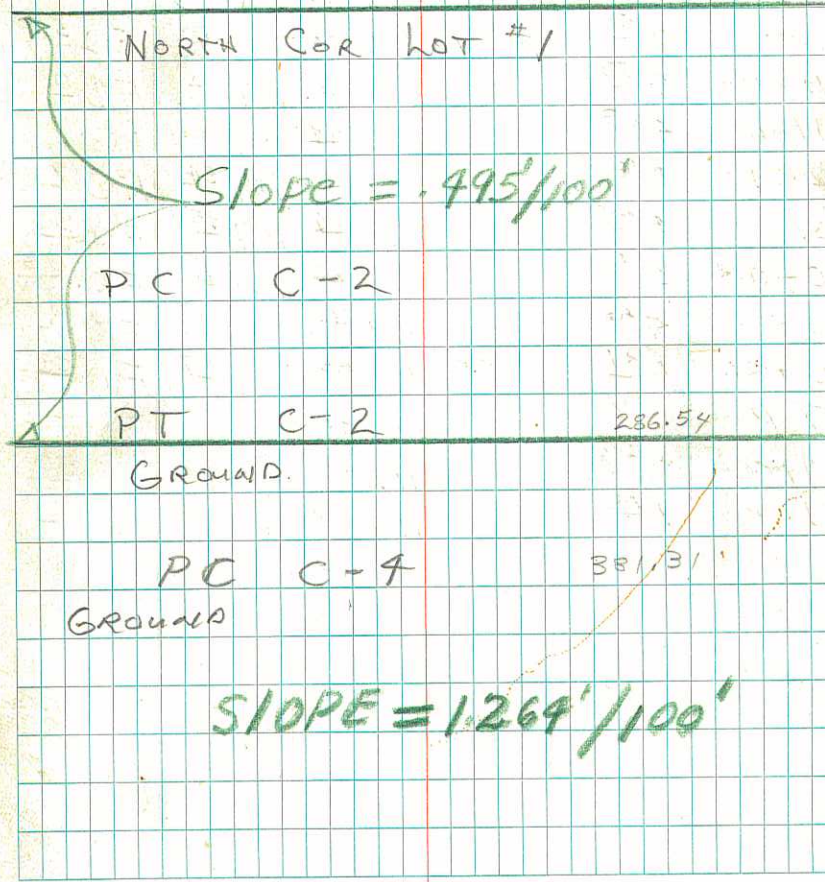 NORTH COR LOT #1
Slope = .495'/100'
PC C-2
PT C-2 286.54
GROUND.
PC C-4 381.31
GROUND
SlOPE = 1.264'/100'